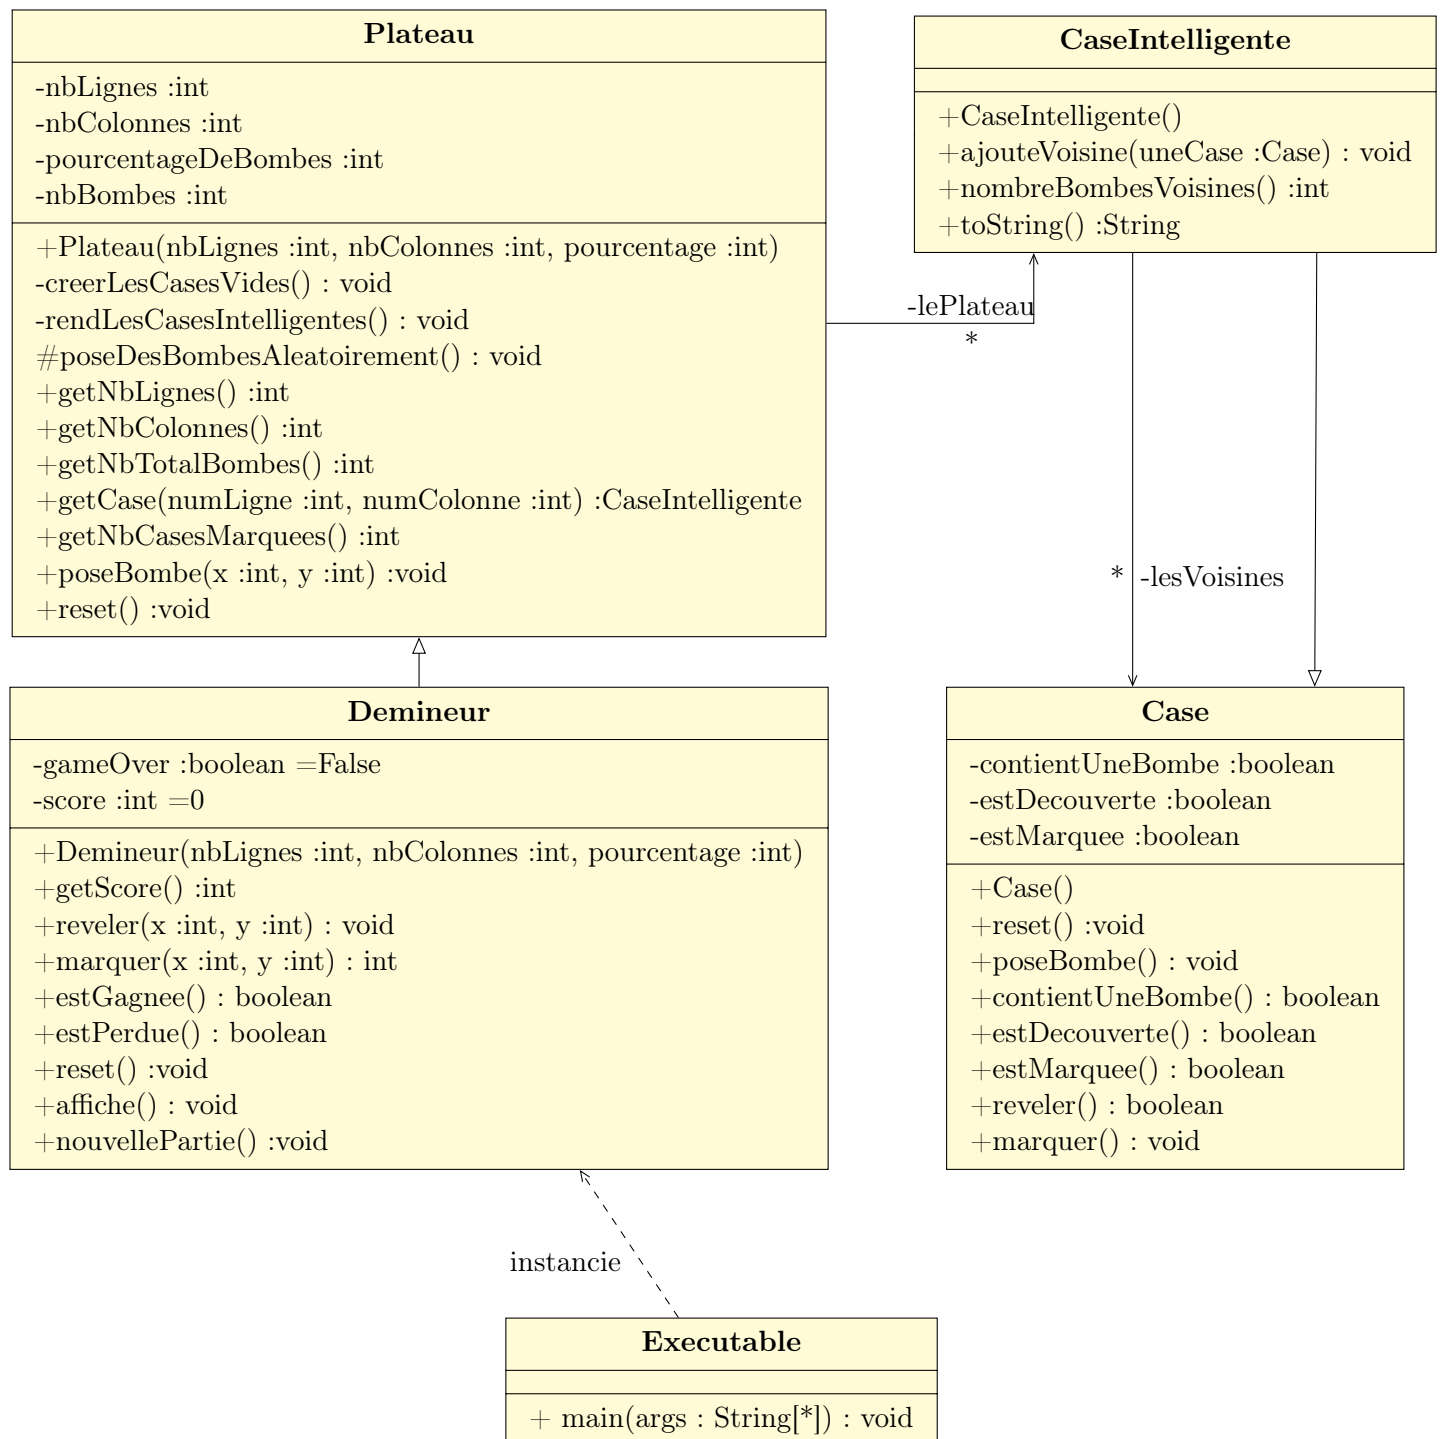 Plateau
-nbLignes :int
-nbColonnes :int
-pourcentageDeBombes :int
-nbBombes :int
+Plateau(nbLignes :int, nbColonnes :int, pourcentage :int)
-creerLesCasesVides() : void
-rendLesCasesIntelligentes() : void
#poseDesBombesAleatoirement() : void
+getNbLignes() :int
+getNbColonnes() :int
+getNbTotalBombes() :int
+getCase(numLigne :int, numColonne :int) :CaseIntelligente
+getNbCasesMarquees() :int
+poseBombe(x :int, y :int) :void
+reset() :void
CaseIntelligente
+CaseIntelligente()
+ajouteVoisine(uneCase :Case) : void
+nombreBombesVoisines() :int
+toString() :String
-lePlateau
*
* -lesVoisines
Demineur
-gameOver :boolean =False
-score :int =0
+Demineur(nbLignes :int, nbColonnes :int, pourcentage :int)
+getScore() :int
+reveler(x :int, y :int) : void
+marquer(x :int, y :int) : int
+estGagnee() : boolean
+estPerdue() : boolean
+reset() :void
+affiche() : void
+nouvellePartie() :void
Case
-contientUneBombe :boolean
-estDecouverte :boolean
-estMarquee :boolean
+Case()
+reset() :void
+poseBombe() : void
+contientUneBombe() : boolean
+estDecouverte() : boolean
+estMarquee() : boolean
+reveler() : boolean
+marquer() : void
instancie
Executable
+ main(args : String[*]) : void